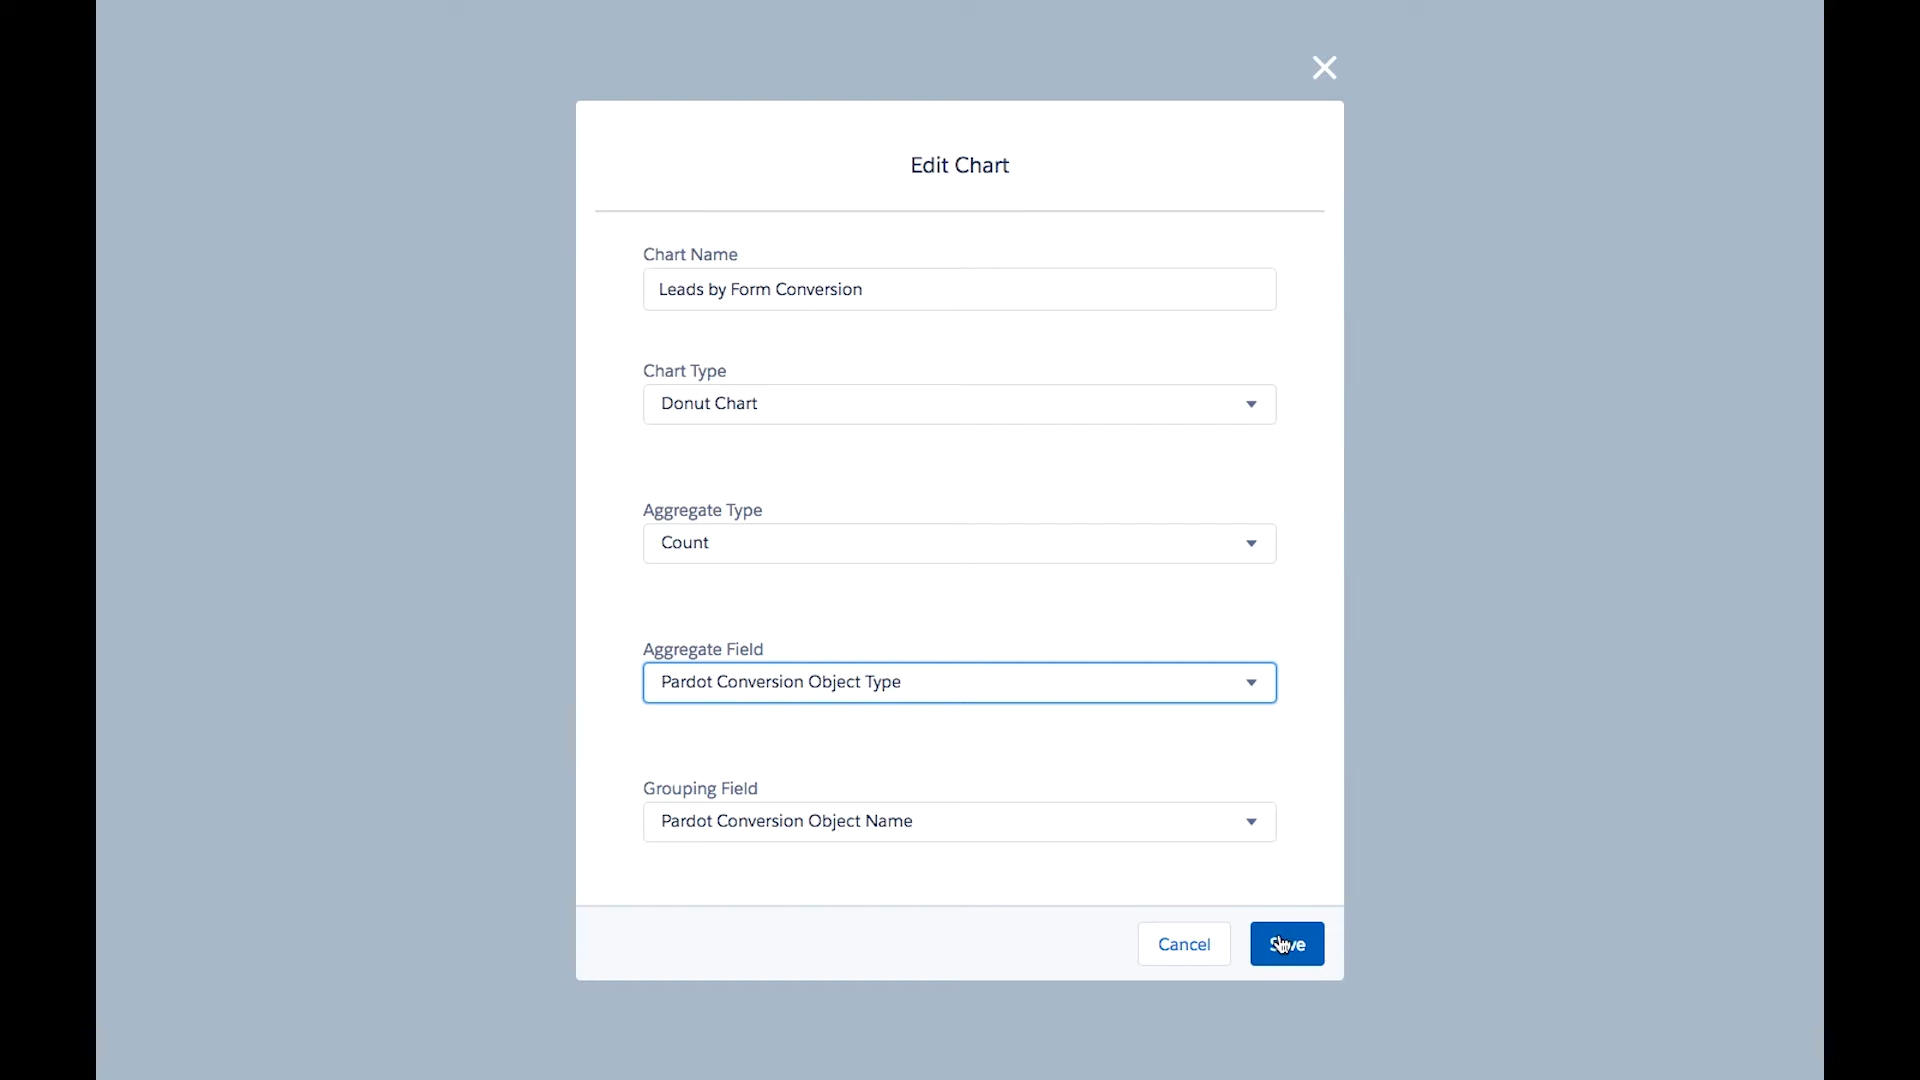 Edit Chart
Chart Name
Leads by Form Conversion
Chart Type
Donut Chart
Aggregate Type
Count
Aggregate Field
Pardot Conversion Object Type
Grouping Field
Pardot Conversion Object Name
Cancel
Save